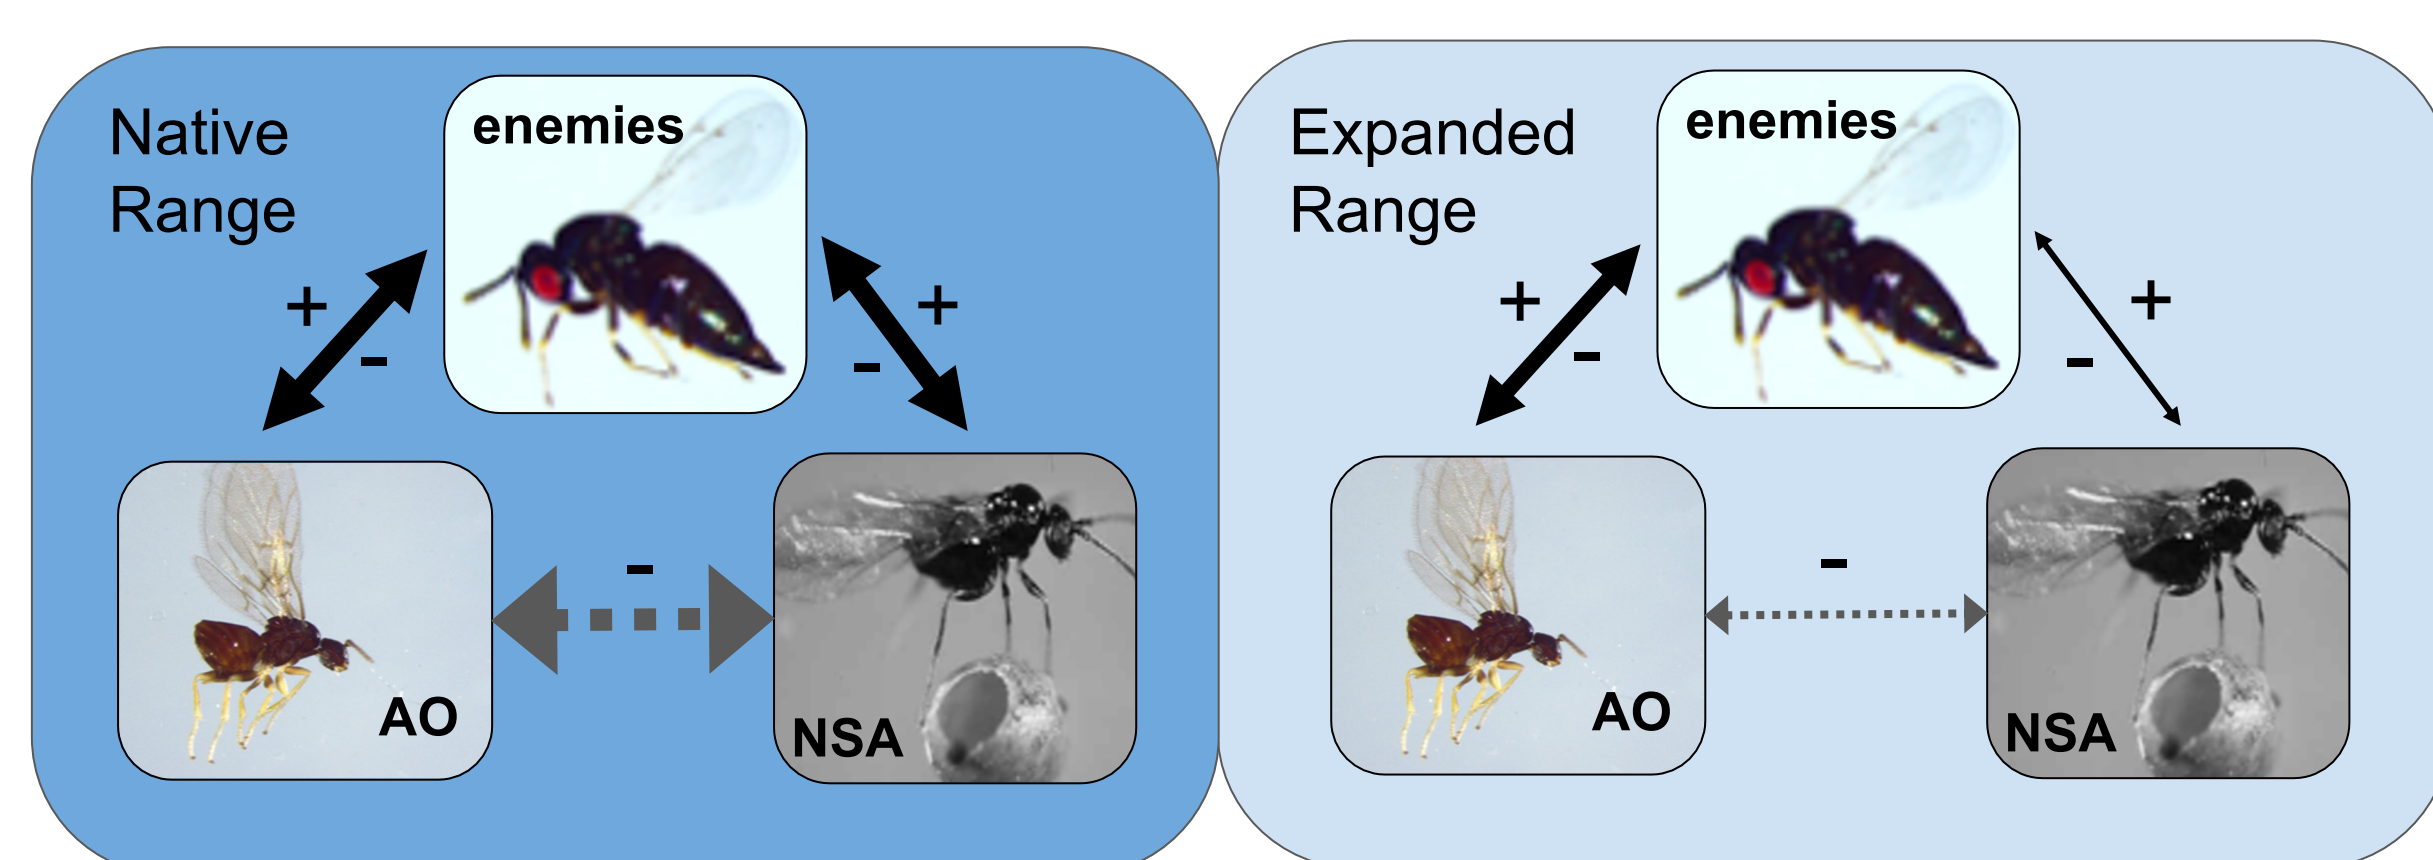 Native
Range
enemies
+
-
+
-
-
AO
NSA
Expanded
Range
enemies
+
-
+
-
-
AO
NSA